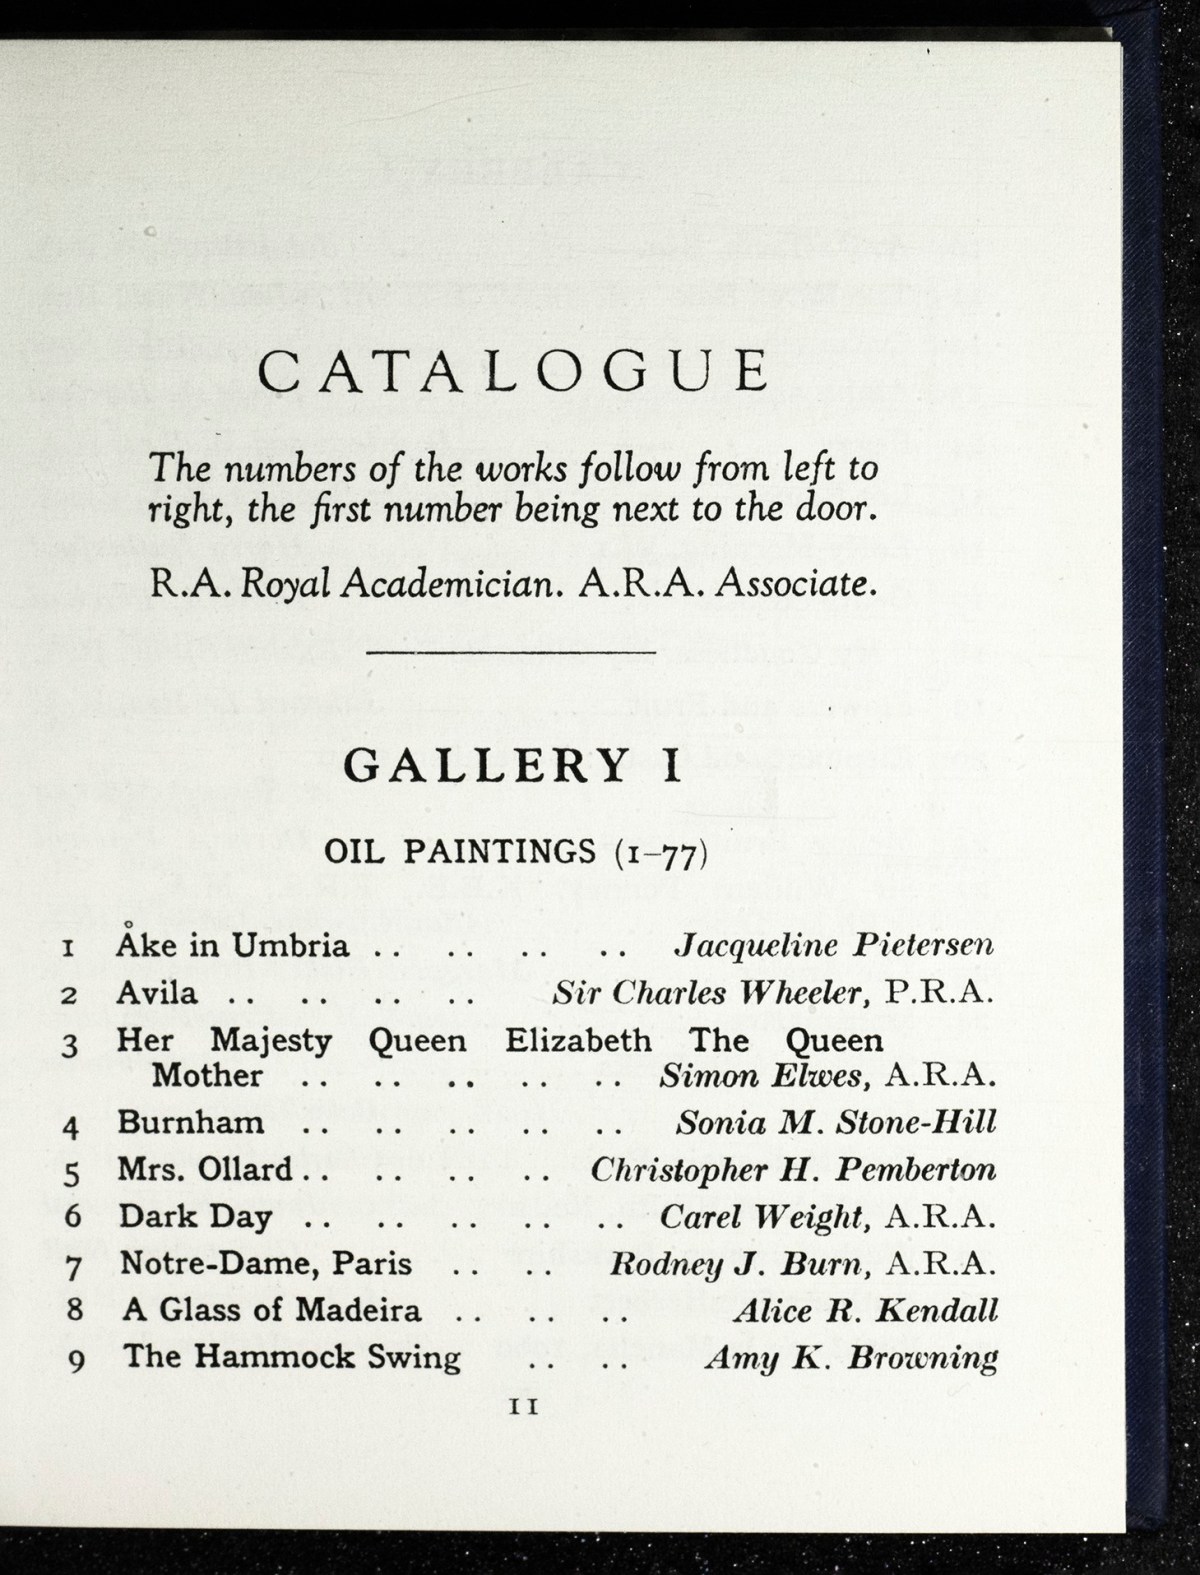 CATALOGUE
The numbers of the works follow from left to
right, the first number being next to the door.
R.A. Royal Academician. A.R.A. Associate.
GALLERY I
OIL PAINTINGS (1–77)
1 Åke in Umbria .. .. .. .. Jacqueline Pietersen
2 Avila .. .. .. .. Sir Charles Wheeler, P.R.A.
3 Her Majesty Queen Elizabeth The Queen
Mother .. .. .. .. .. Simon Elwes, A.R.A.
4 Burnham .. .. .. .. .. Sonia M. Stone-Hill
5 Mrs. Ollard .. .. .. .. Christopher H. Pemberton
6 Dark Day .. .. .. .. .. Carel Weight, A.R.A.
7 Notre-Dame, Paris .. .. Rodney J. Burn, A.R.A.
8 A Glass of Madeira .. .. .. Alice R. Kendall
9 The Hammock Swing .. .. Amy K. Browning
11